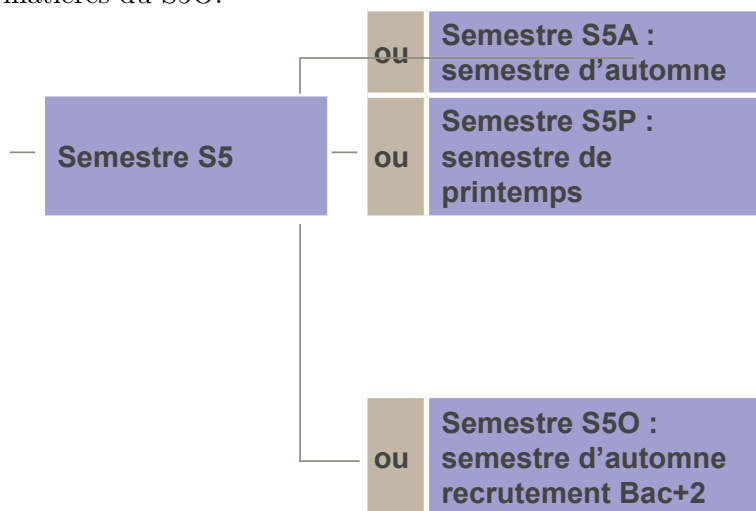 matières du S5O.
ou
Semestre S5A :
semestre d’automne
Semestre S5
ou
Semestre S5P :
semestre de
printemps
ou
Semestre S5O :
semestre d’automne
recrutement Bac+2